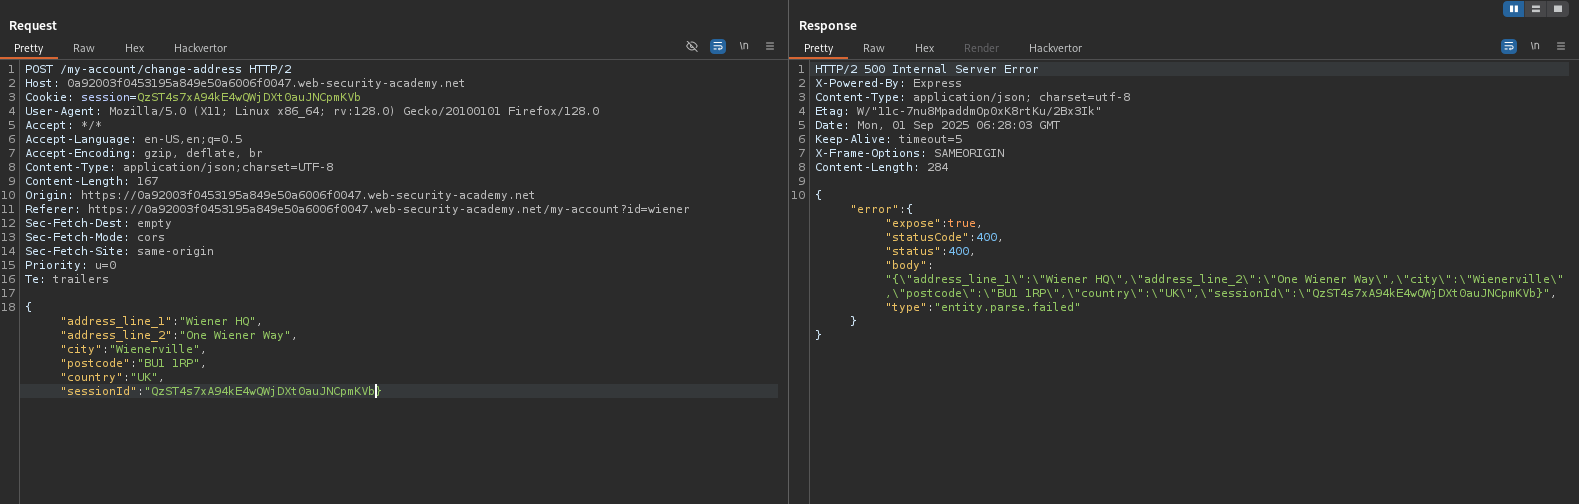 Request
Pretty Raw Hex Hackvertor \n
1 POST /my-account/change-address HTTP/2
2 Host: 0a92003f0453195a849e50a6006f0047.web-security-academy.net
3 Cookie: session=QzST4s7xA94kE4wQWjDXtOauJNCpmKVb
4 User-Agent: Mozilla/5.0 (X11; Linux x86_64; rv:128.0) Gecko/20100101 Firefox/128.0
5 Accept: */*
6 Accept-Language: en-US,en;q=0.5
7 Accept-Encoding: gzip, deflate, br
8 Content-Type: application/json;charset=UTF-8
9 Content-Length: 167
10 Origin: https://0a92003f0453195a849e50a6006f0047.web-security-academy.net
11 Referer: https://0a92003f0453195a849e50a6006f0047.web-security-academy.net/my-account?id=wiener
12 Sec-Fetch-Dest: empty
13 Sec-Fetch-Mode: cors
14 Sec-Fetch-Site: same-origin
15 Priority: u=0
16 Te: trailers
17
18 {
"address_line_1":"Wiener HQ",
"address_line_2":"One Wiener Way",
"city":"Wienerville",
"postcode":"BU1 1RP",
"country":"UK",
"sessionId":"QzST4s7xA94kE4wQWjDXtOauJNCpmKVb}
Response
Pretty Raw Hex Render Hackvertor \n
1 HTTP/2 500 Internal Server Error
2 X-Powered-By: Express
3 Content-Type: application/json; charset=utf-8
4 Etag: W/"11c-7nu8MpaddmOp0xK8rtKu/2Bx3Ik"
5 Date: Mon, 01 Sep 2025 06:28:03 GMT
6 Keep-Alive: timeout=5
7 X-Frame-Options: SAMEORIGIN
8 Content-Length: 284
9
10 {
"error":{
"expose":true,
"statusCode":400,
"status":400,
"body":
"{\"address_line_1\":\"Wiener HQ\",\"address_line_2\":\"One Wiener Way\",\"city\":\"Wienerville\"
,\"postcode\":\"BU1 1RP\",\"country\":\"UK\",\"sessionId\":\"QzST4s7xA94kE4wQWjDXtOauJNCpmKVb}",
"type":"entity.parse.failed"
}
}